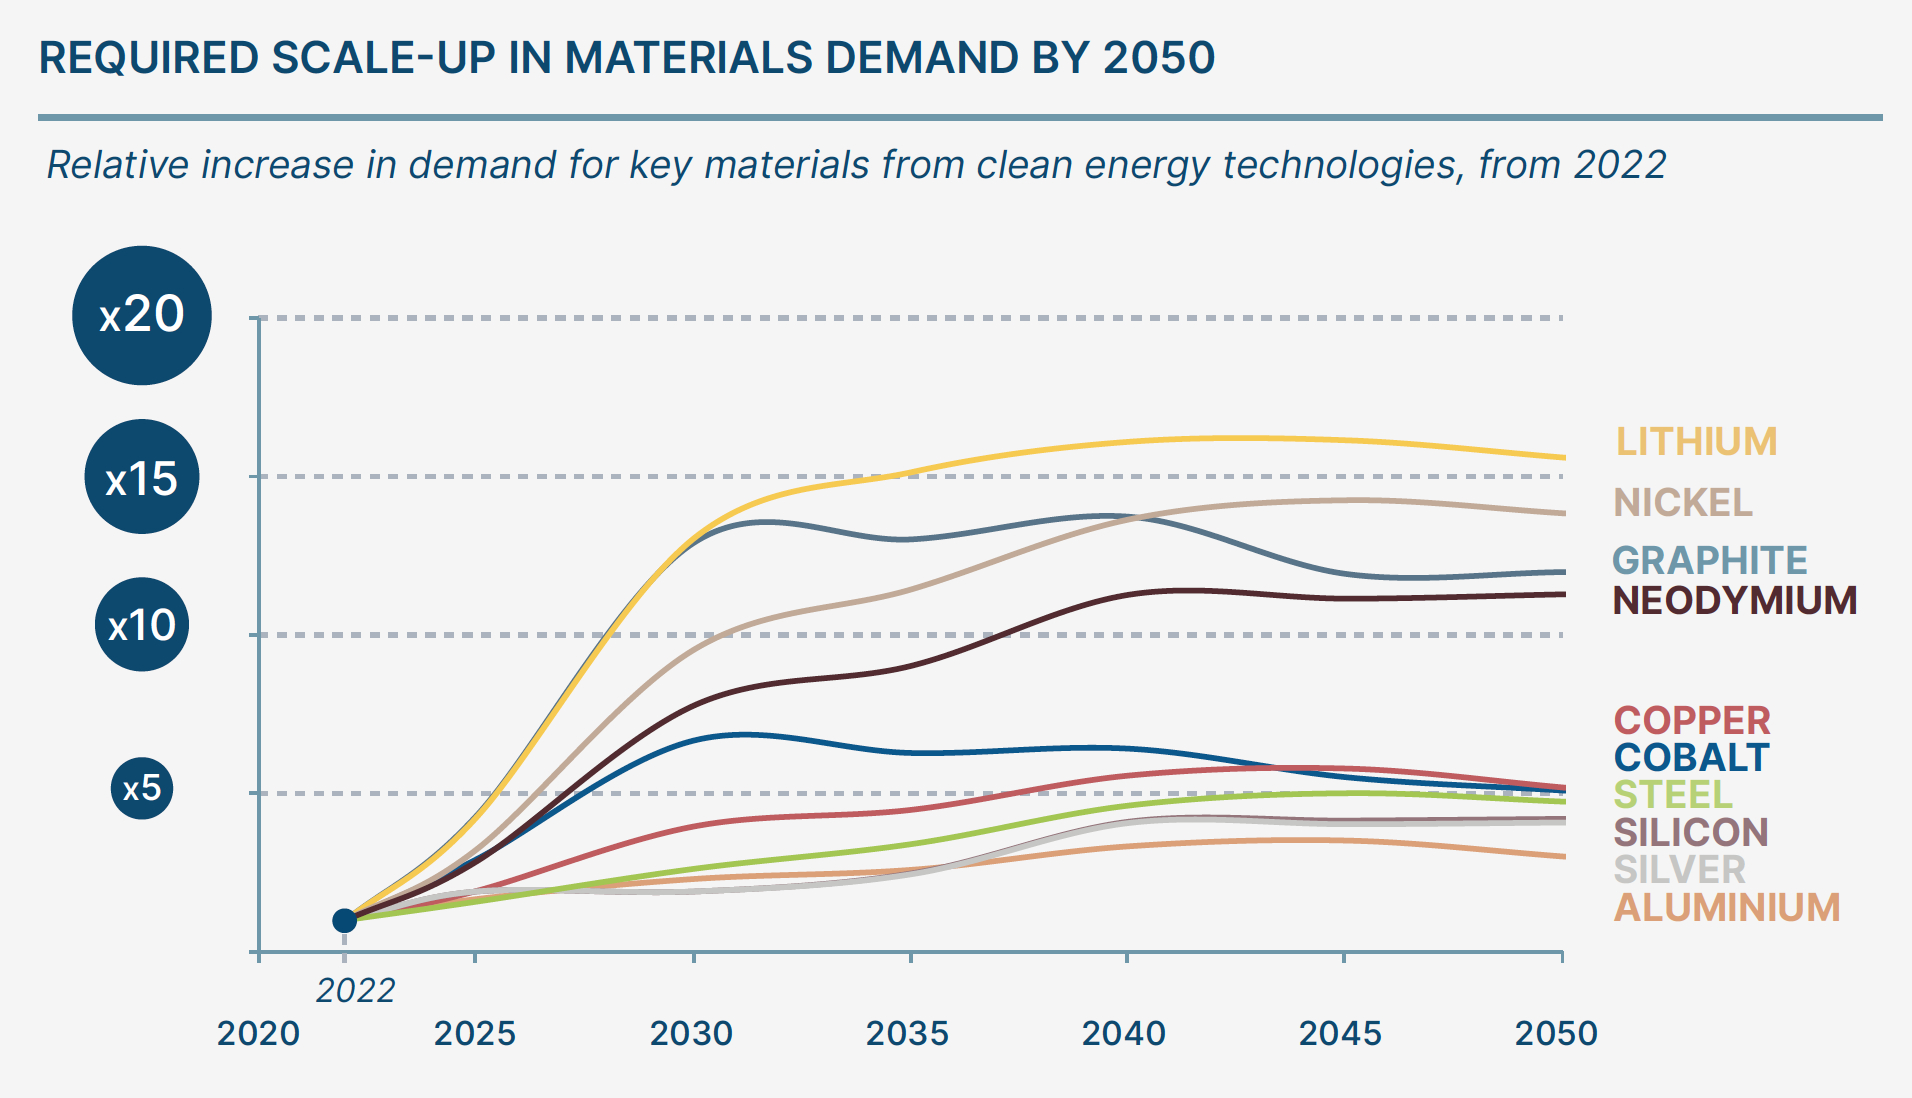 REQUIRED SCALE-UP IN MATERIALS DEMAND BY 2050
Relative increase in demand for key materials from clean energy technologies, from 2022
x20
x15
x10
x5
LITHIUM
NICKEL
GRAPHITE
NEODYMIUM
COPPER
COBALT
STEEL
SILICON
SILVER
ALUMINIUM
2022
2020 2025 2030 2035 2040 2045 2050